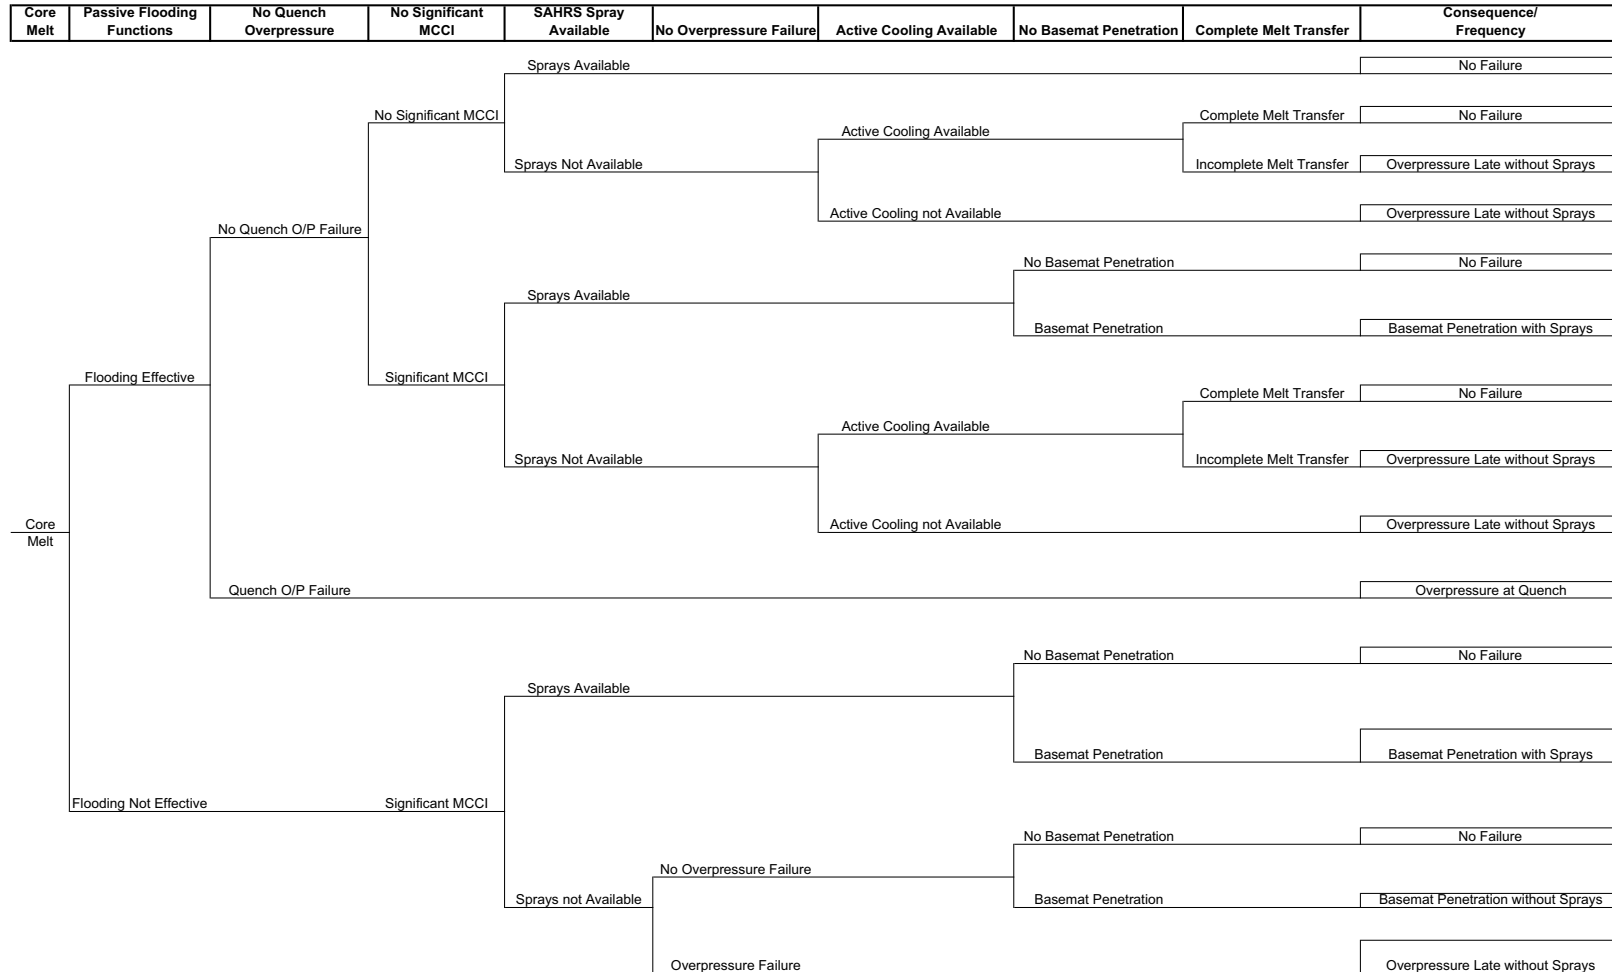 Core Melt
Passive Flooding Functions
No Quench Overpressure
No Significant MCCI
SAHRS Spray Available
No Overpressure Failure
Active Cooling Available
No Basemat Penetration
Complete Melt Transfer
Consequence/ Frequency
Sprays Available
No Failure
No Significant MCCI
Complete Melt Transfer
No Failure
Active Cooling Available
Sprays Not Available
Incomplete Melt Transfer
Overpressure Late without Sprays
Active Cooling not Available
Overpressure Late without Sprays
No Quench O/P Failure
No Basemat Penetration
No Failure
Sprays Available
Basemat Penetration
Basemat Penetration with Sprays
Flooding Effective
Significant MCCI
Complete Melt Transfer
No Failure
Active Cooling Available
Sprays Not Available
Incomplete Melt Transfer
Overpressure Late without Sprays
Core
Melt
Active Cooling not Available
Overpressure Late without Sprays
Quench O/P Failure
Overpressure at Quench
No Basemat Penetration
No Failure
Sprays Available
Basemat Penetration
Basemat Penetration with Sprays
Flooding Not Effective
Significant MCCI
No Basemat Penetration
No Failure
No Overpressure Failure
Sprays not Available
Basemat Penetration
Basemat Penetration without Sprays
Overpressure Failure
Overpressure Late without Sprays